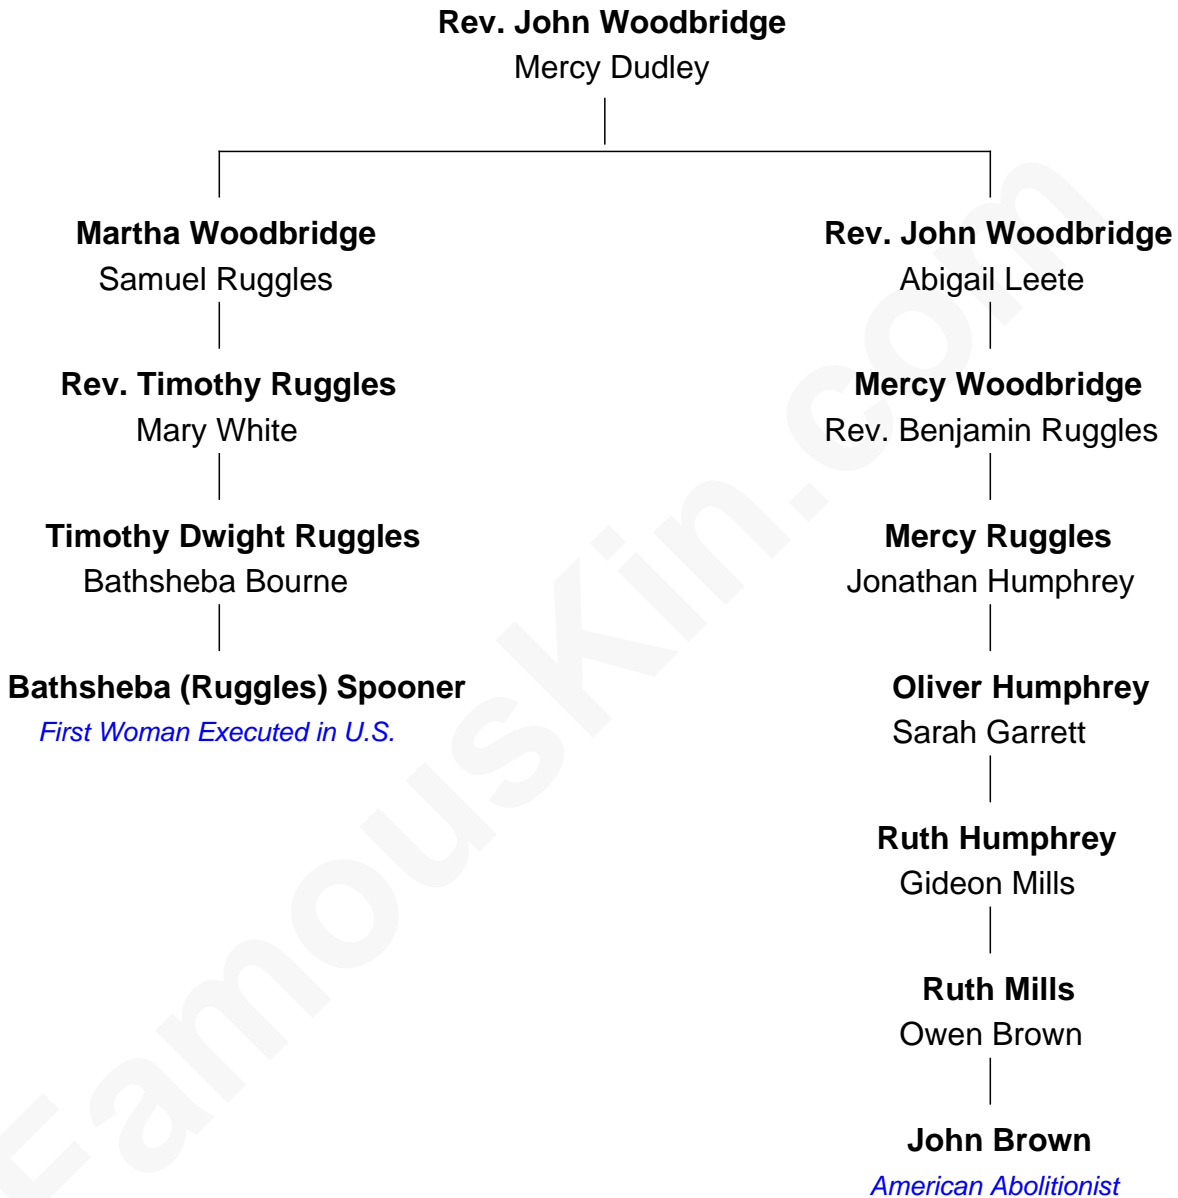 Rev. John Woodbridge
Mercy Dudley
Martha Woodbridge
Samuel Ruggles
Rev. Timothy Ruggles
Mary White
Timothy Dwight Ruggles
Bathsheba Bourne
Bathsheba (Ruggles) Spooner
First Woman Executed in U.S.
Rev. John Woodbridge
Abigail Leete
Mercy Woodbridge
Rev. Benjamin Ruggles
Mercy Ruggles
Jonathan Humphrey
Oliver Humphrey
Sarah Garrett
Ruth Humphrey
Gideon Mills
Ruth Mills
Owen Brown
John Brown
American Abolitionist
FamousKin.com